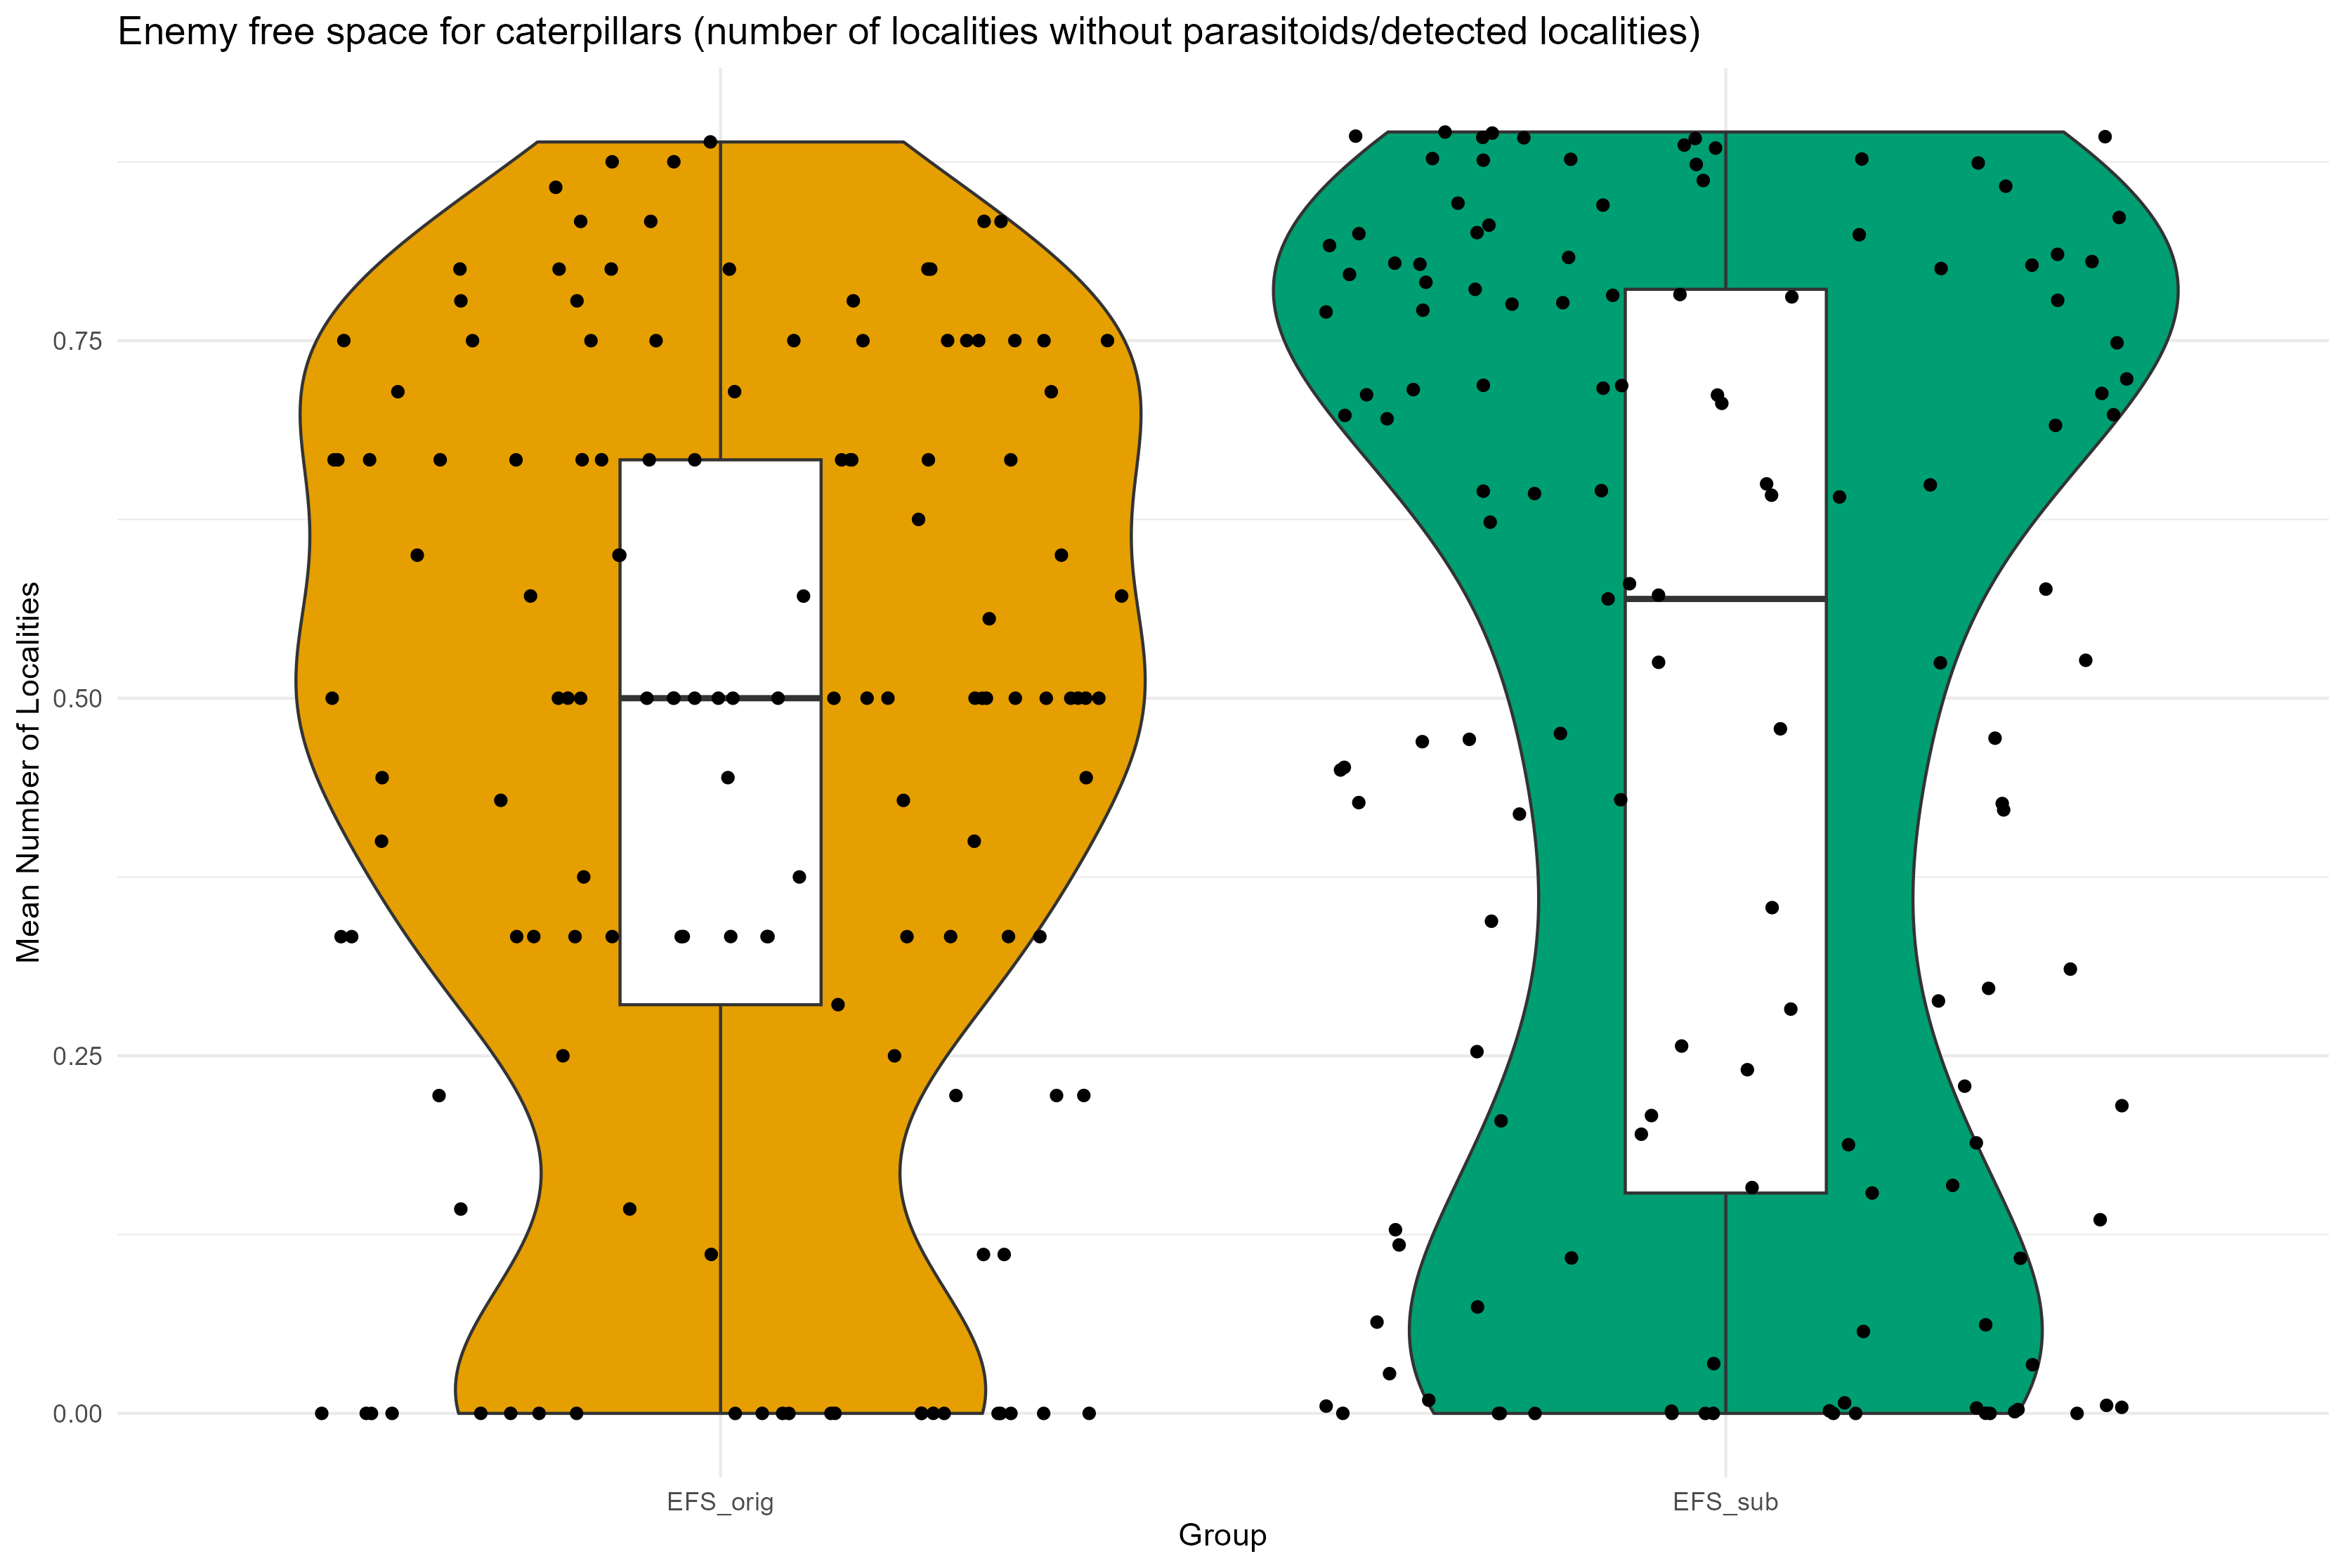 Enemy free space for caterpillars (number of localities without parasitoids/detected localities)
Mean Number of Localities
0.75
0.50
0.25
0.00
EFS_orig
EFS_sub
Group